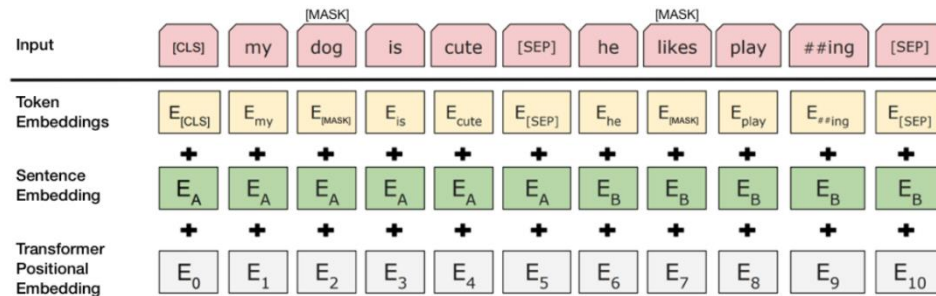 [MASK] [MASK]
Input [CLS] my dog is cute [SEP] he likes play ##ing [SEP]
Token
Embeddings E[CLS] Emy E[MASK] Eis Ecute E[SEP] Ehe E[MASK] Eplay E##ing E[SEP]
+ + + + + + + + + + +
Sentence
Embedding EA EA EA EA EA EA EB EB EB EB EB
+ + + + + + + + + + +
Transformer
Positional
Embedding E0 E1 E2 E3 E4 E5 E6 E7 E8 E9 E10